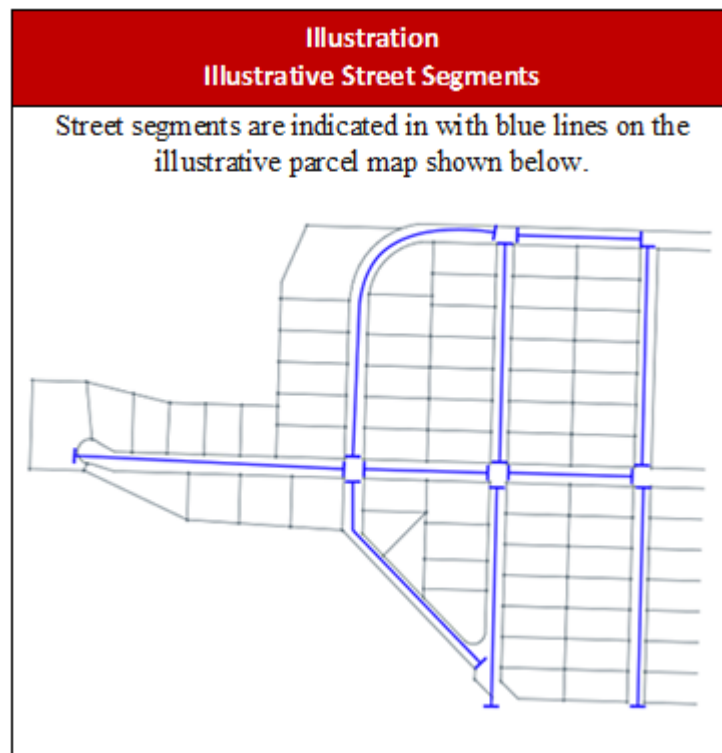 Illustration
Illustrative Street Segments
Street segments are indicated in with blue lines on the
illustrative parcel map shown below.